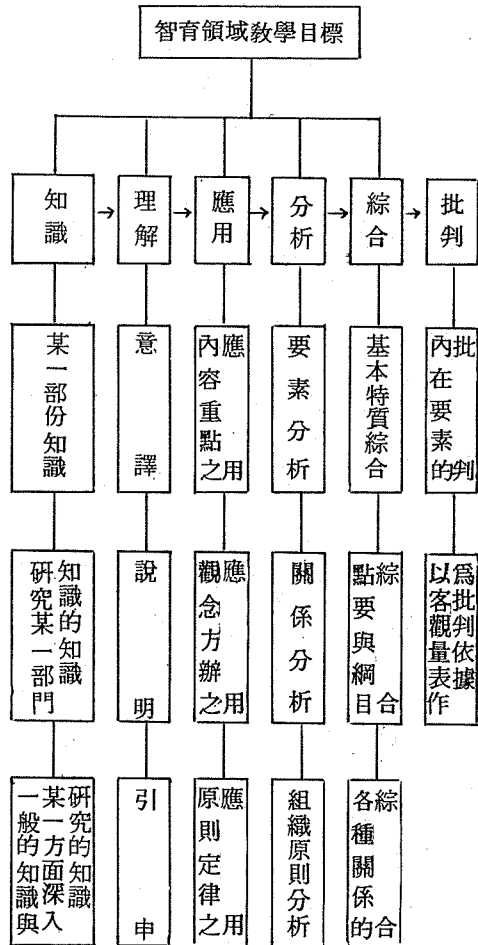 智育領域教學目標
知識
理解
應用
分析
綜合
批判
某一部份知識
意譯
內容重點之
應用
要素分析
基本特質綜合
內在要素的
批判
研究某一部門
知識的知識
說明
觀念方辦之
應用
關係分析
點要與綱目
綜合
以客觀量表作
爲批判依據
一般的知識與
某一方面深入
研究的知識
引申
原則定律之
應用
組織原則分析
各種關係的
綜合